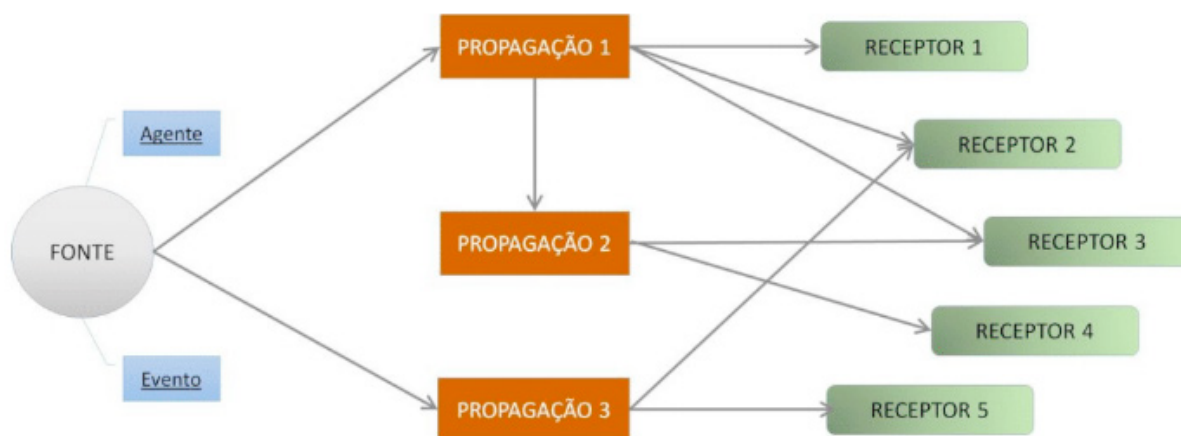 PROPAGAÇÃO 1
RECEPTOR 1
Agente
RECEPTOR 2
FONTE
PROPAGAÇÃO 2
RECEPTOR 3
RECEPTOR 4
Evento
PROPAGAÇÃO 3
RECEPTOR 5